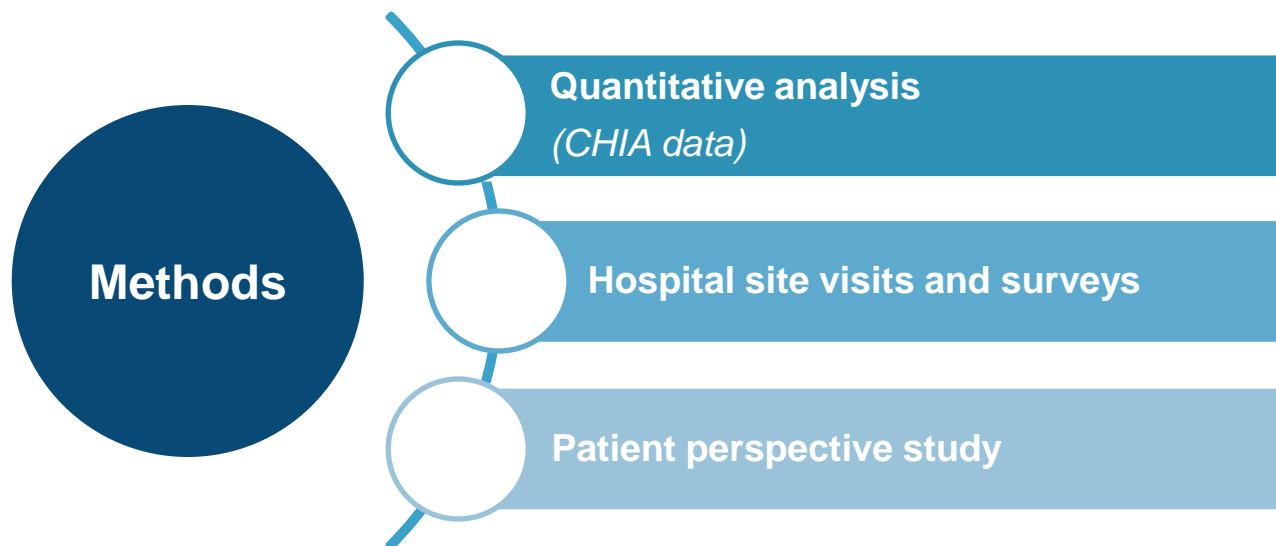 Methods
Quantitative analysis
(CHIA data)
Hospital site visits and surveys
Patient perspective study